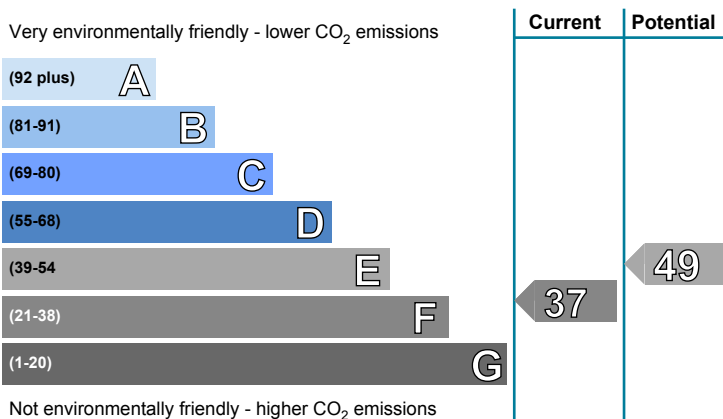 Current Potential
Very environmentally friendly - lower CO2 emissions
(92 plus) A
(81-91) B
(69-80) C
(55-68) D
(39-54 E
49
(21-38) F
37
(1-20) G
Not environmentally friendly - higher CO2 emissions